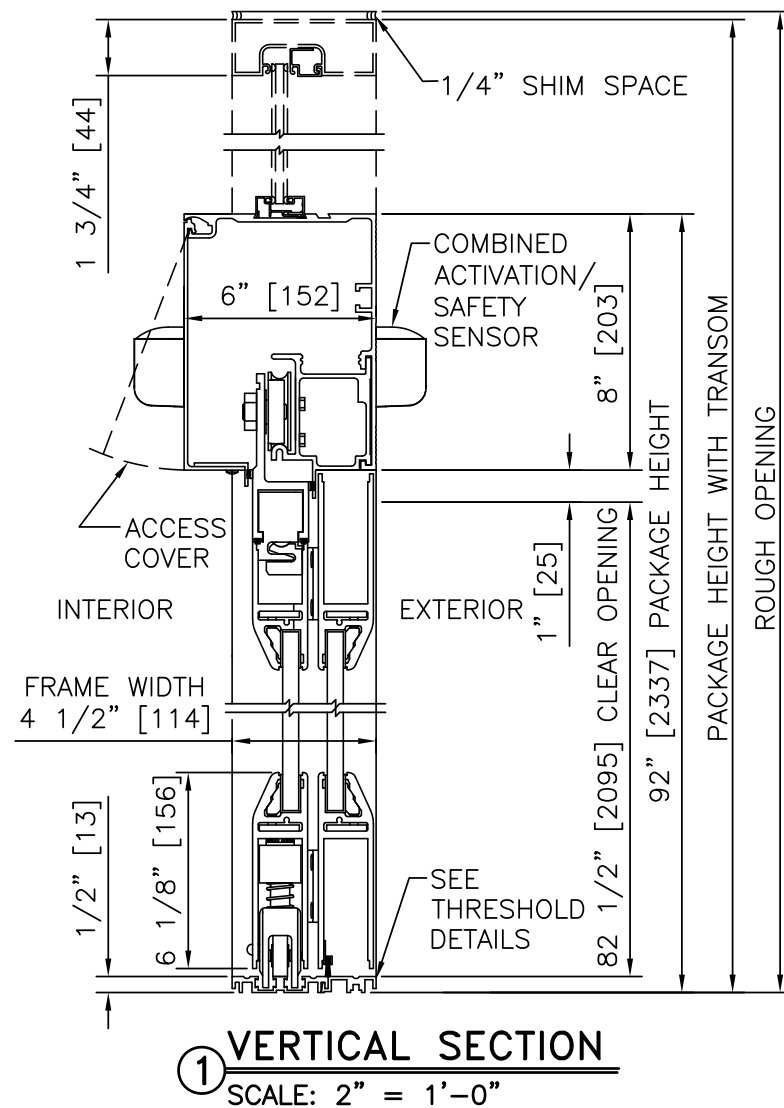 1/4" SHIM SPACE
1 3/4" [44]
COMBINED
ACTIVATION/
SAFETY
SENSOR
6" [152]
8" [203]
ACCESS
COVER
INTERIOR
EXTERIOR
1" [25]
82 1/2" [2095] CLEAR OPENING
92" [2337] PACKAGE HEIGHT
PACKAGE HEIGHT WITH TRANSOM
ROUGH OPENING
FRAME WIDTH
4 1/2" [114]
1/2" [13]
6 1/8" [156]
SEE
THRESHOLD
DETAILS
1 VERTICAL SECTION
SCALE: 2" = 1'-0"